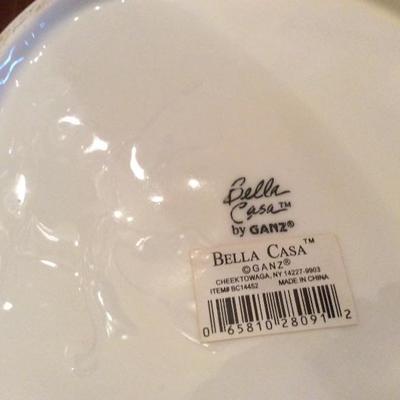 Bella
Casa™
by GANZ®
BELLA CASA™
©GANZ®
CHEEKTOWAGA, NY 14227-9903
ITEM# BC14452 MADE IN CHINA
0 65810 28091 2